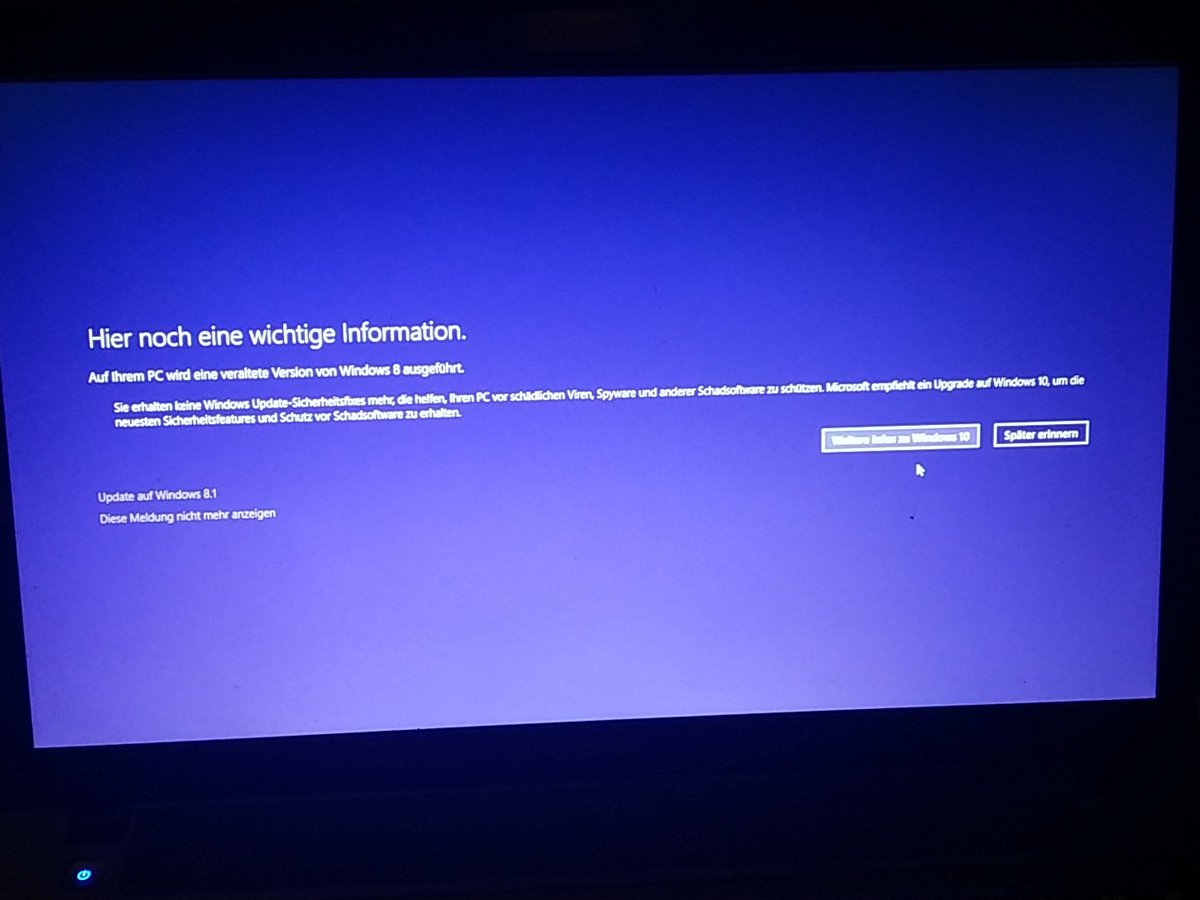 Hier noch eine wichtige Information.
Auf Ihrem PC wird eine veraltete Version von Windows 8 ausgeführt.
Sie erhalten keine Windows Update-Sicherheitsfixes mehr, die helfen, Ihren PC vor schädlichen Viren, Spyware und anderer Schadsoftware zu schützen. Microsoft empfiehlt ein Upgrade auf Windows 10, um die
neuesten Sicherheitsfeatures und Schutz vor Schadsoftware zu erhalten.
Weitere Infos zu Windows 10 Später erinnern
Update auf Windows 8.1
Diese Meldung nicht mehr anzeigen